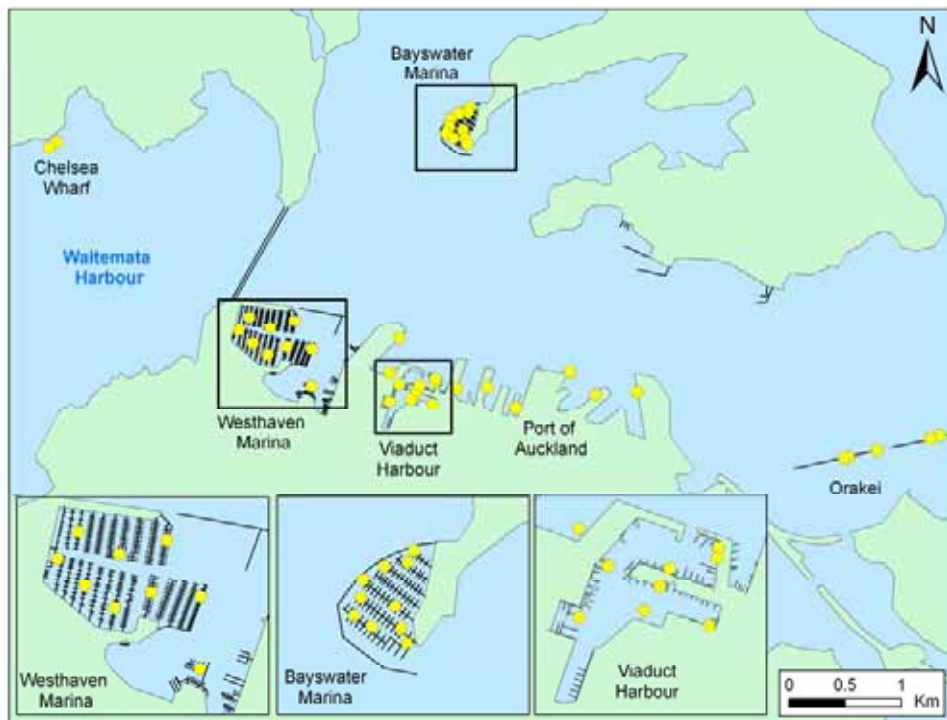 N
Bayswater
Marina
Chelsea
Wharf
Waitemata
Harbour
Westhaven
Marina
Viaduct
Harbour
Port of
Auckland
Orakei
Westhaven
Marina
Bayswater
Marina
Viaduct
Harbour
0 0.5 1
Km